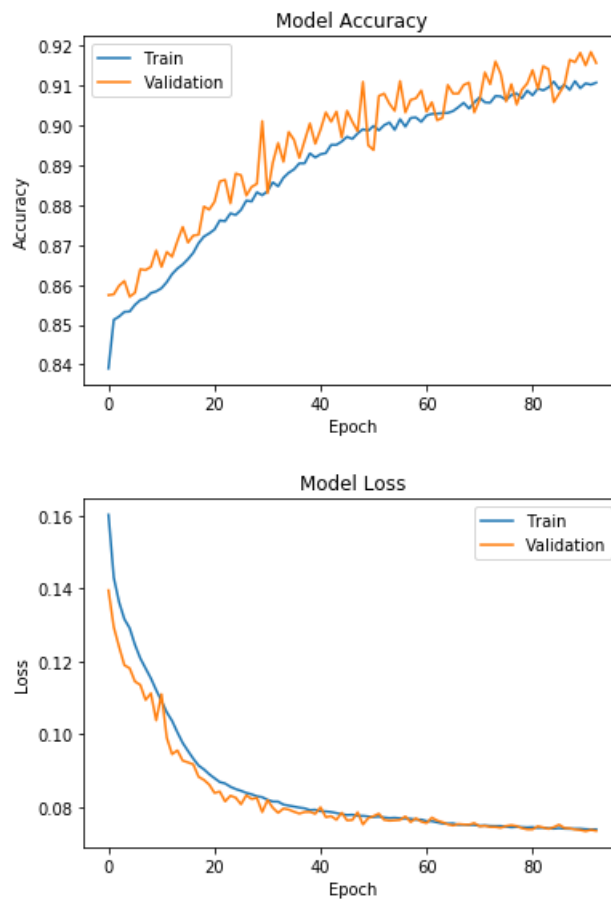 Model Accuracy
0.92
0.91
0.90
0.89
0.88
0.87
0.86
0.85
0.84
Accuracy
Train
Validation
0 20 40 60 80
Epoch
Model Loss
0.16
0.14
0.12
0.10
0.08
Loss
Train
Validation
0 20 40 60 80
Epoch